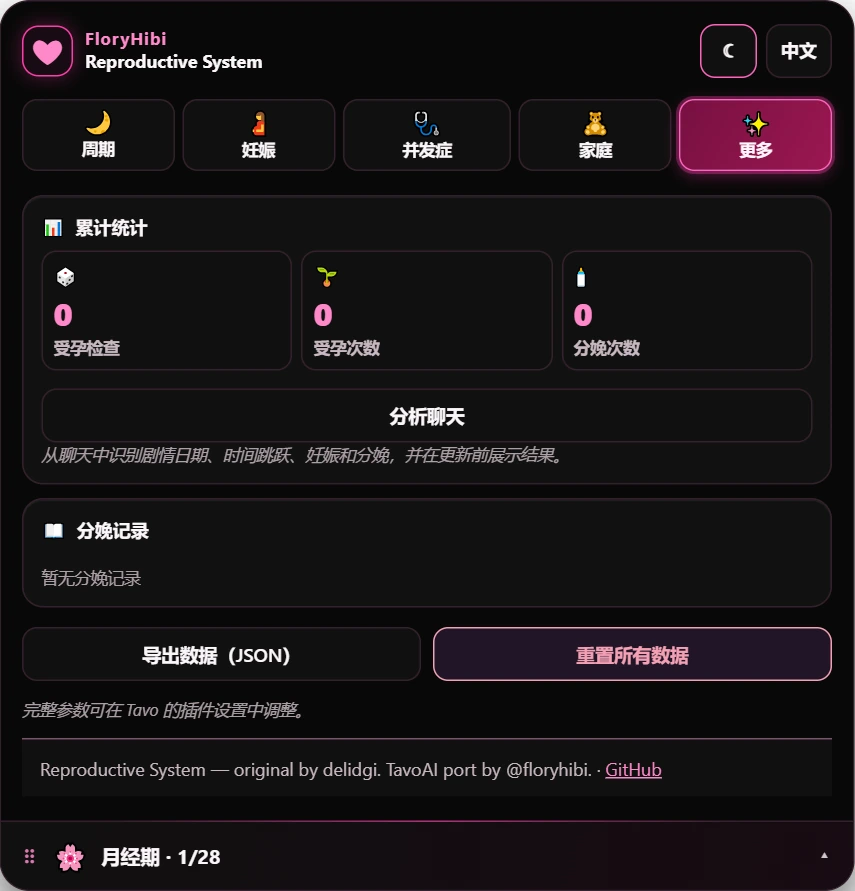 FloryHibi
Reproductive System
中文
周期
妊娠
并发症
家庭
更多
累计统计
0
受孕检查
0
受孕次数
0
分娩次数
分析聊天
从聊天中识别剧情日期、时间跳跃、妊娠和分娩，并在更新前展示结果。
分娩记录
暂无分娩记录
导出数据（JSON）
重置所有数据
完整参数可在 Tavo 的插件设置中调整。
Reproductive System — original by delidgi. TavoAI port by @floryhibi. · GitHub
月经期 · 1/28